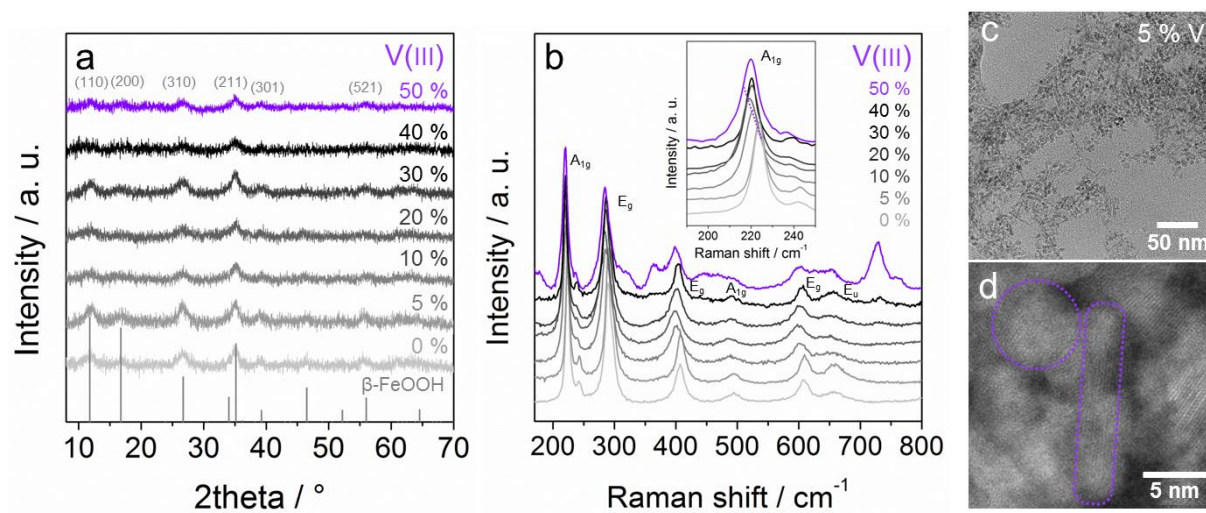 a
V(III)
(110) (200) (310) (211) (301) (521)
50 %
40 %
30 %
20 %
10 %
5 %
0 %
β-FeOOH
Intensity / a. u.
10 20 30 40 50 60 70
2theta / °
b
V(III)
50 %
40 %
30 %
20 %
10 %
5 %
0 %
A1g
Eg
Eg
A1g
Eg
Eu
Intensity / a. u.
200 300 400 500 600 700 800
Raman shift / cm-1
A1g
Intensity / a. u.
200 220 240
Raman shift / cm-1
c
5 % V
50 nm
d
5 nm